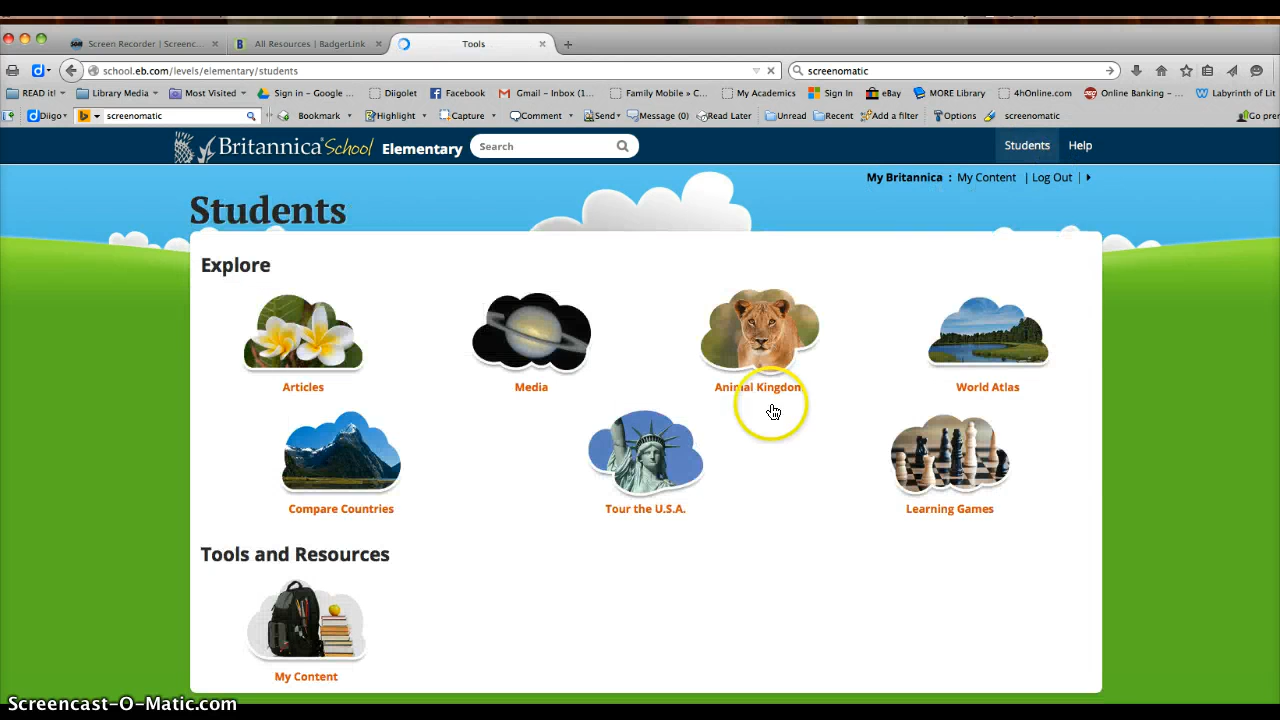 Screen Recorder | Screenc...
All Resources | BadgerLink
Tools
school.eb.com/levels/elementary/students
screenomatic
READ it!
Library Media
Most Visited
Sign in – Google ...
Diigolet
Facebook
Gmail – Inbox (1...
Family Mobile » C...
My Academics
Sign In
eBay
MORE Library
4hOnline.com
Online Banking – ...
Labyrinth of Lit
Diigo
screenomatic
Bookmark
Highlight
Capture
Comment
Send
Message (0)
Read Later
Unread
Recent
Add a filter
Options
screenomatic
Go pre
Britannica School Elementary
Search
Students
Help
My Britannica : My Content | Log Out |
Students
Explore
Articles
Media
Animal Kingdom
World Atlas
Compare Countries
Tour the U.S.A.
Learning Games
Tools and Resources
My Content
Screencast-O-Matic.com